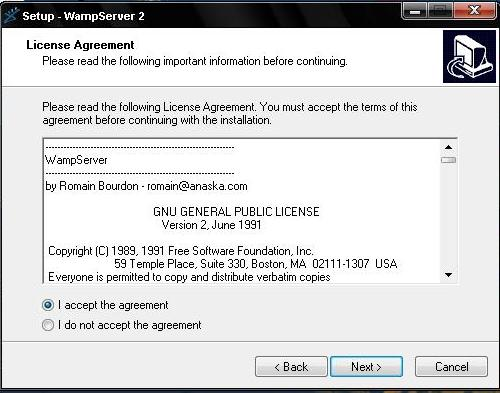 Setup - WampServer 2
License Agreement
Please read the following important information before continuing.
Please read the following License Agreement. You must accept the terms of this
agreement before continuing with the installation.
------------------------------------------------------------
WampServer
------------------------------------------------------------
by Romain Bourdon - romain@anaska.com
GNU GENERAL PUBLIC LICENSE
Version 2, June 1991
Copyright (C) 1989, 1991 Free Software Foundation, Inc.
59 Temple Place, Suite 330, Boston, MA 02111-1307 USA
Everyone is permitted to copy and distribute verbatim copies
I accept the agreement
I do not accept the agreement
< Back
Next >
Cancel